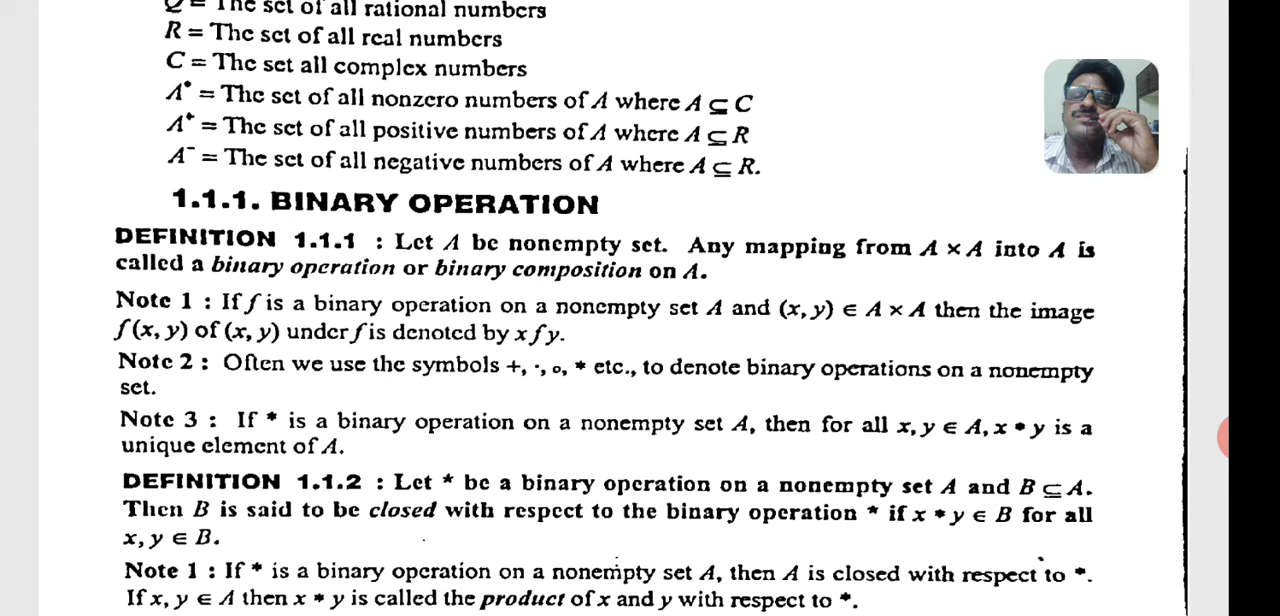 Q = The set of all rational numbers
R = The set of all real numbers
C = The set all complex numbers
A* = The set of all nonzero numbers of A where A ⊆ C
A⁺ = The set of all positive numbers of A where A ⊆ R
A⁻ = The set of all negative numbers of A where A ⊆ R.
1.1.1. BINARY OPERATION
DEFINITION 1.1.1 : Let A be nonempty set. Any mapping from A × A into A is
called a binary operation or binary composition on A.
Note 1 : If f is a binary operation on a nonempty set A and (x, y) ∈ A × A then the image
f(x, y) of (x, y) under f is denoted by x f y.
Note 2 : Often we use the symbols +, ·, o, * etc., to denote binary operations on a nonempty
set.
Note 3 : If * is a binary operation on a nonempty set A, then for all x, y ∈ A, x * y is a
unique element of A.
DEFINITION 1.1.2 : Let * be a binary operation on a nonempty set A and B ⊆ A.
Then B is said to be closed with respect to the binary operation * if x * y ∈ B for all
x, y ∈ B.
Note 1 : If * is a binary operation on a nonempty set A, then A is closed with respect to *.
If x, y ∈ A then x * y is called the product of x and y with respect to *.